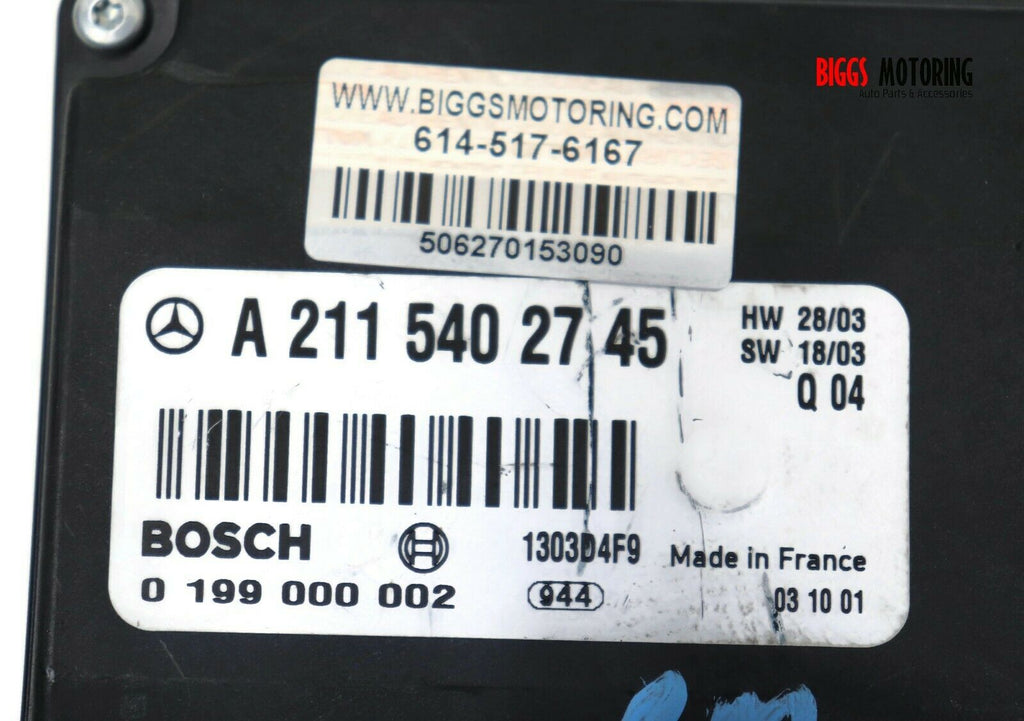 BIGGS MOTORING
Auto Parts & Accessories
WWW.BIGGSMOTORING.COM
614-517-6167
506270153090
A 211 540 27 45
HW 28/03
SW 18/03
Q 04
BOSCH
1303D4F9
Made in France
0 199 000 002
944
03 10 01